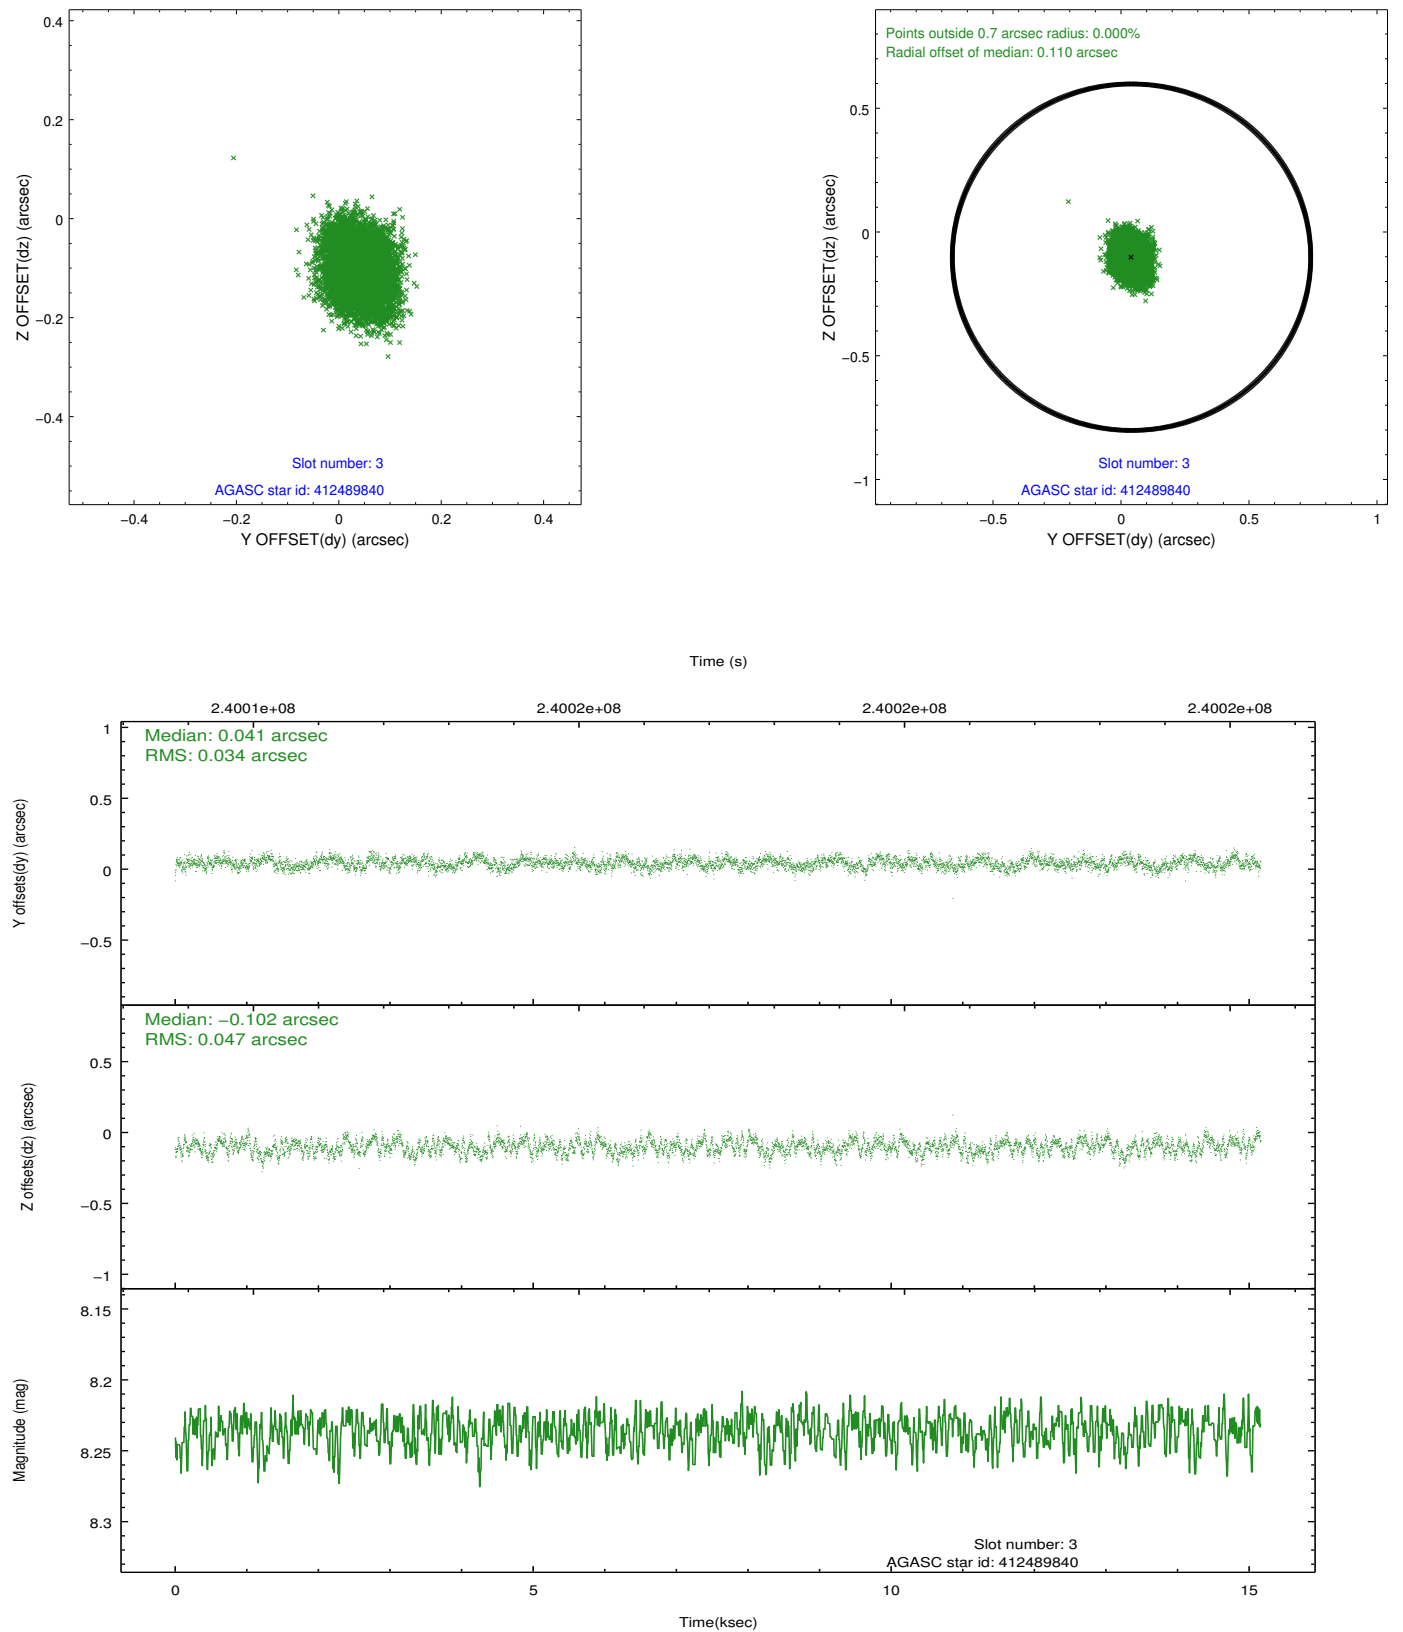 0.4
0.2
0
−0.2
−0.4
Z OFFSET(dz) (arcsec)
Slot number: 3
AGASC star id: 412489840
−0.4
−0.2
0
0.2
0.4
Y OFFSET(dy) (arcsec)
Points outside 0.7 arcsec radius: 0.000%
Radial offset of median: 0.110 arcsec
0.5
0
−0.5
−1
Z OFFSET(dz) (arcsec)
Slot number: 3
AGASC star id: 412489840
−0.5
0
0.5
1
Y OFFSET(dy) (arcsec)
Time (s)
2.4001e+08
2.4002e+08
2.4002e+08
2.4002e+08
Median: 0.041 arcsec
RMS: 0.034 arcsec
1
0.5
0
−0.5
Y offsets(dy) (arcsec)
Median: −0.102 arcsec
RMS: 0.047 arcsec
0.5
0
−0.5
−1
Z offsets(dz) (arcsec)
8.15
8.2
8.25
8.3
Magnitude (mag)
Slot number: 3
AGASC star id: 412489840
0
5
10
15
Time(ksec)